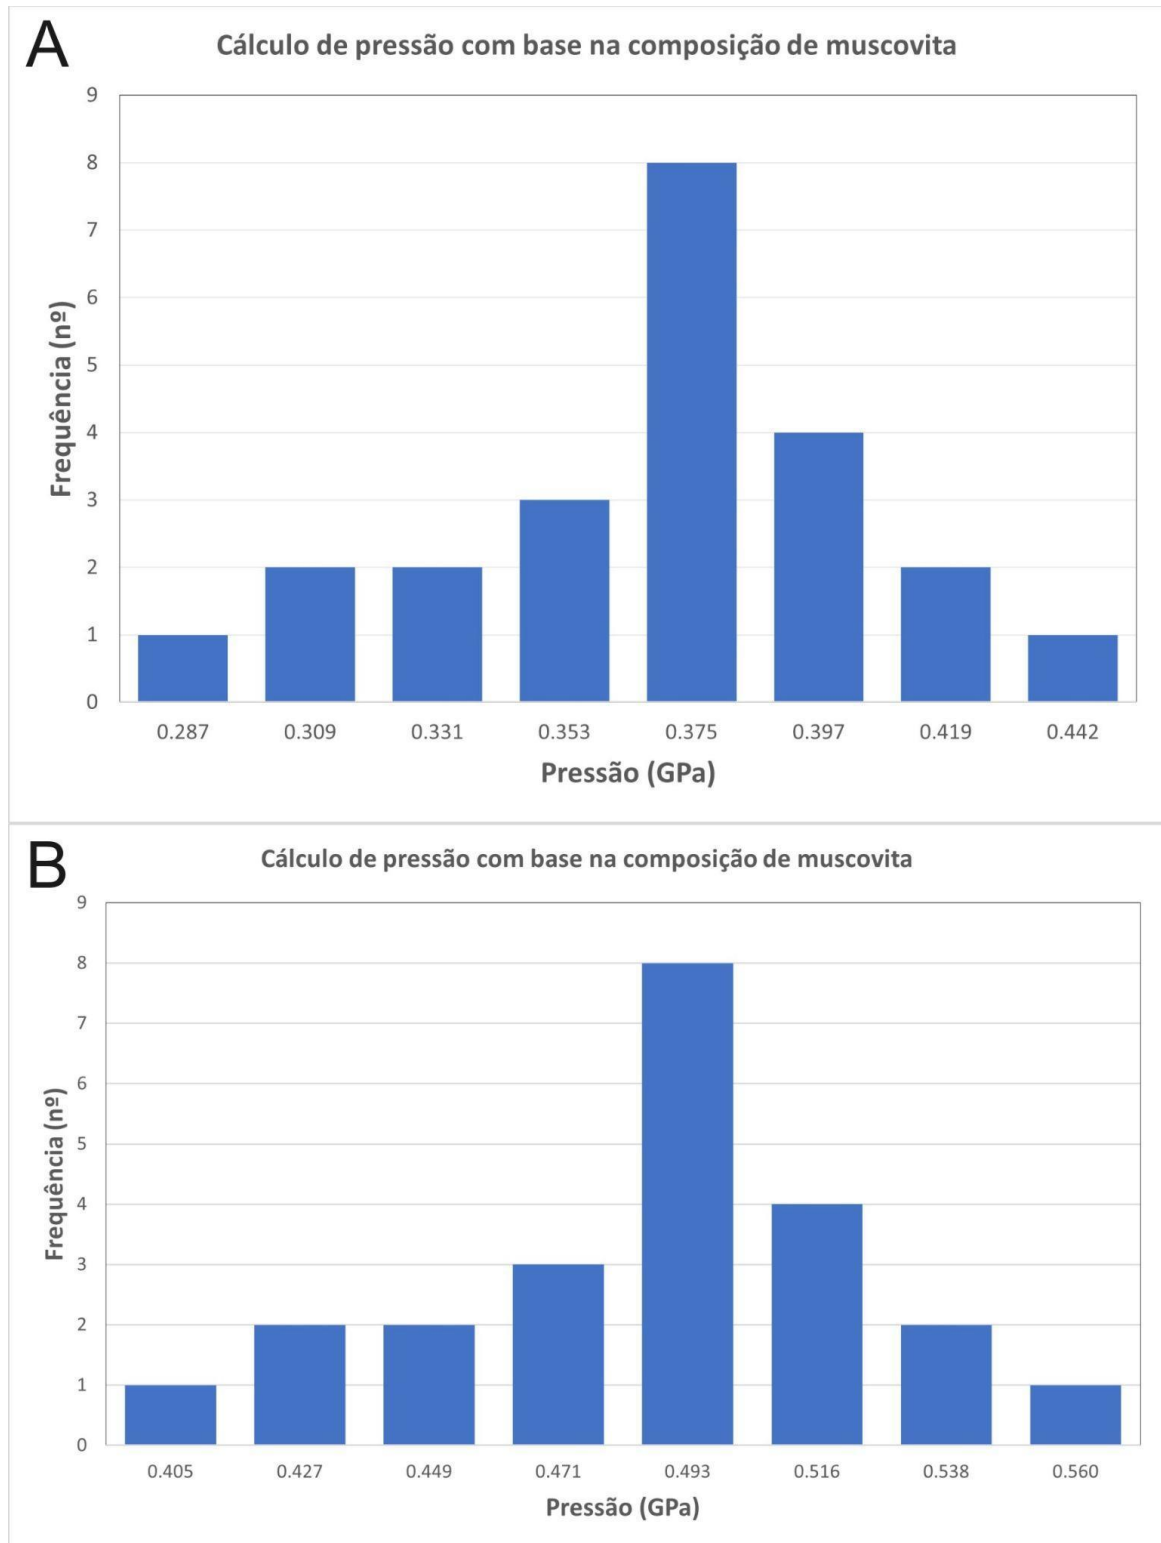 A
Cálculo de pressão com base na composição de muscovita
9
8
7
6
5
4
3
2
1
0
Frequência (nº)
0.287 0.309 0.331 0.353 0.375 0.397 0.419 0.442
Pressão (GPa)
B
Cálculo de pressão com base na composição de muscovita
9
8
7
6
5
4
3
2
1
0
Frequência (nº)
0.405 0.427 0.449 0.471 0.493 0.516 0.538 0.560
Pressão (GPa)